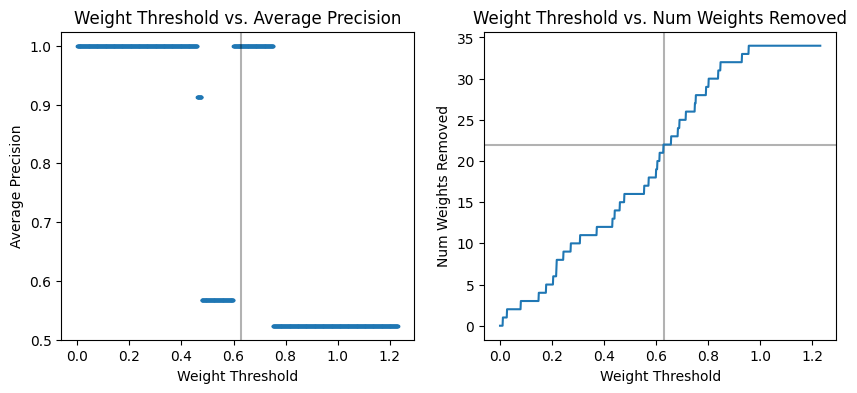 Weight Threshold vs. Average Precision
Average Precision
1.0
0.9
0.8
0.7
0.6
0.5
0.0 0.2 0.4 0.6 0.8 1.0 1.2
Weight Threshold
Weight Threshold vs. Num Weights Removed
Num Weights Removed
35
30
25
20
15
10
5
0
0.0 0.2 0.4 0.6 0.8 1.0 1.2
Weight Threshold